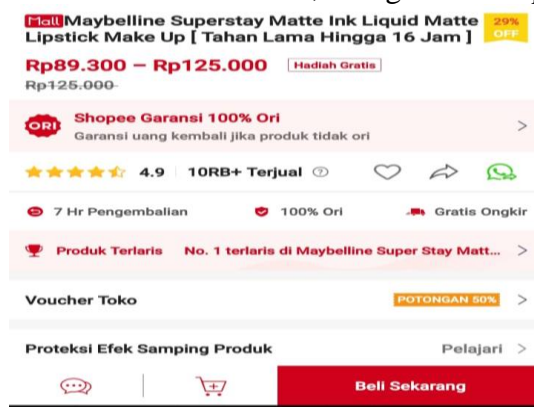 Mall Maybelline Superstay Matte Ink Liquid Matte
Lipstick Make Up [ Tahan Lama Hingga 16 Jam ]
29%
OFF
Rp89.300 – Rp125.000 Hadiah Gratis
Rp125.000
ORI
Shopee Garansi 100% Ori
Garansi uang kembali jika produk tidak ori
4.9 10RB+ Terjual
7 Hr Pengembalian 100% Ori Gratis Ongkir
Produk Terlaris No. 1 terlaris di Maybelline Super Stay Matt...
Voucher Toko POTONGAN 50%
Proteksi Efek Samping Produk Pelajari
Beli Sekarang